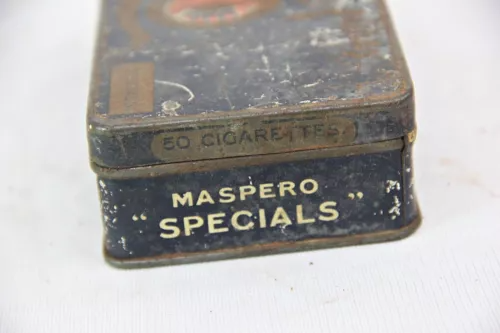 50 CIGARETTES
MASPERO
"SPECIALS"